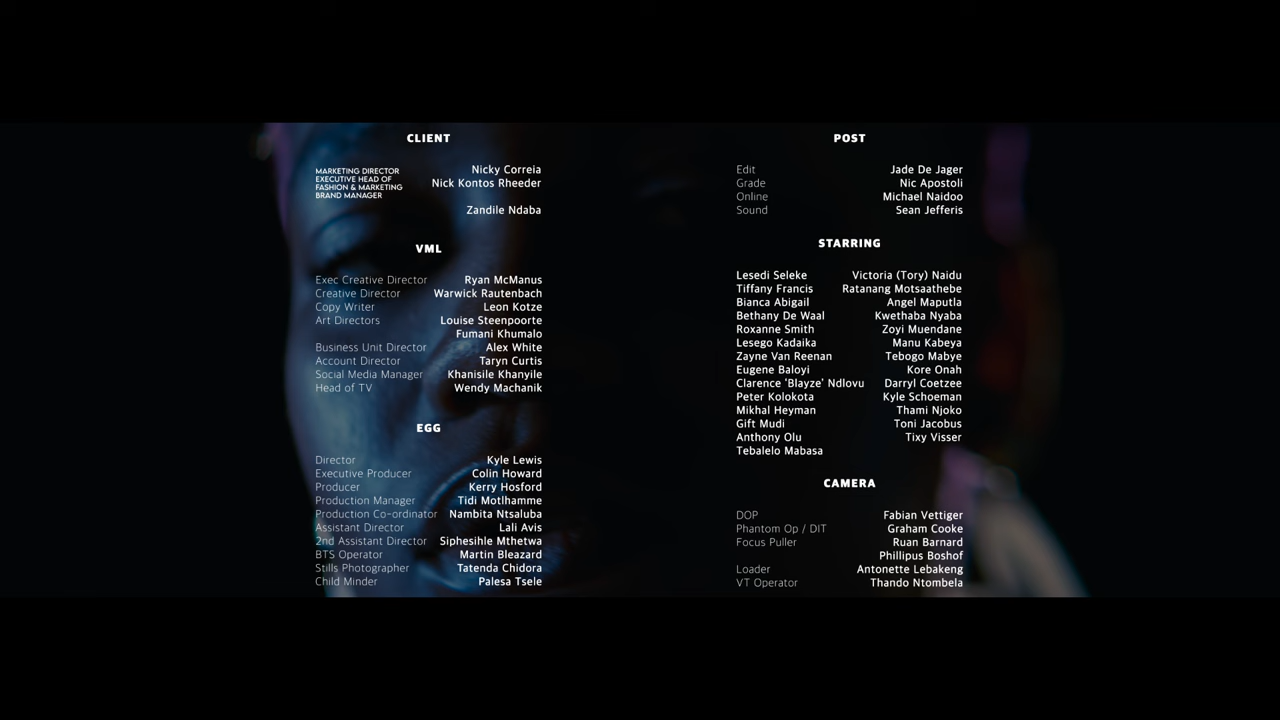 CLIENT
MARKETING DIRECTOR Nicky Correia
EXECUTIVE HEAD OF
FASHION & MARKETING Nick Kontos Rheeder
BRAND MANAGER
Zandile Ndaba
VML
Exec Creative Director Ryan McManus
Creative Director Warwick Rautenbach
Copy Writer Leon Kotze
Art Directors Louise Steenpoorte
Fumani Khumalo
Business Unit Director Alex White
Account Director Taryn Curtis
Social Media Manager Khanisile Khanyile
Head of TV Wendy Machanik
EGG
Director Kyle Lewis
Executive Producer Colin Howard
Producer Kerry Hosford
Production Manager Tidi Motlhamme
Production Co-ordinator Nambita Ntsaluba
Assistant Director Lali Avis
2nd Assistant Director Siphesihle Mthetwa
BTS Operator Martin Bleazard
Stills Photographer Tatenda Chidora
Child Minder Palesa Tsele
POST
Edit Jade De Jager
Grade Nic Apostoli
Online Michael Naidoo
Sound Sean Jefferis
STARRING
Lesedi Seleke Victoria (Tory) Naidu
Tiffany Francis Ratanang Motsaathebe
Bianca Abigail Angel Maputla
Bethany De Waal Kwethaba Nyaba
Roxanne Smith Zoyi Muendane
Lesego Kadaika Manu Kabeya
Zayne Van Reenan Tebogo Mabye
Eugene Baloyi Kore Onah
Clarence 'Blayze' Ndlovu Darryl Coetzee
Peter Kolokota Kyle Schoeman
Mikhal Heyman Thami Njoko
Gift Mudi Toni Jacobus
Anthony Olu Tixy Visser
Tebalelo Mabasa
CAMERA
DOP Fabian Vettiger
Phantom Op / DIT Graham Cooke
Focus Puller Ruan Barnard
Phillipus Boshof
Loader Antonette Lebakeng
VT Operator Thando Ntombela